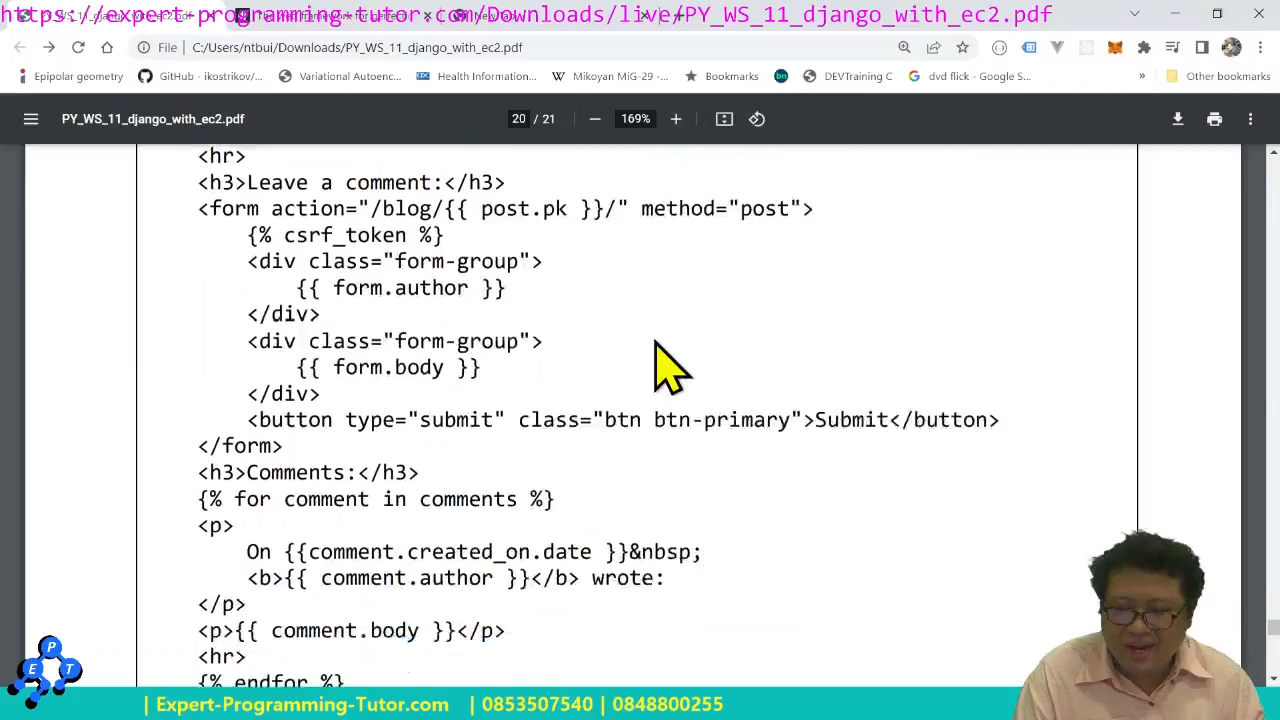 https://expert-programming-tutor.com/Downloads/live/PY_WS_11_django_with_ec2.pdf
File | C:/Users/ntbui/Downloads/PY_WS_11_django_with_ec2.pdf
Epipolar geometry
GitHub - ikostrikov/...
Variational Autoenc...
Health Informationa...
Mikoyan MiG-29 -...
Bookmarks
bn
DEVTraining C
dvd flick - Google S...
»
Other bookmarks
PY_WS_11_django_with_ec2.pdf
20 / 21
169%
<hr>
<h3>Leave a comment:</h3>
<form action="/blog/{{ post.pk }}/" method="post">
{% csrf_token %}
<div class="form-group">
{{ form.author }}
</div>
<div class="form-group">
{{ form.body }}
</div>
<button type="submit" class="btn btn-primary">Submit</button>
</form>
<h3>Comments:</h3>
{% for comment in comments %}
<p>
On {{comment.created_on.date }}&nbsp;
<b>{{ comment.author }}</b> wrote:
</p>
<p>{{ comment.body }}</p>
<hr>
{% endfor %}
P
E T
| Expert-Programming-Tutor.com | 0853507540 | 0848800255